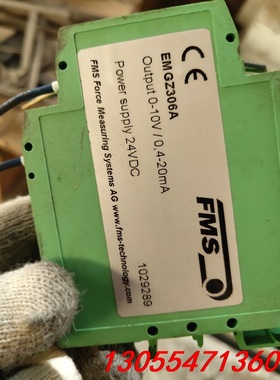 EMGZ306A
Output 0-10V / 0,4-20mA
Power supply 24VDC
FMS Force Measuring Systems AG www.fms-technology.com
1029289
FMS
CE
13055471360